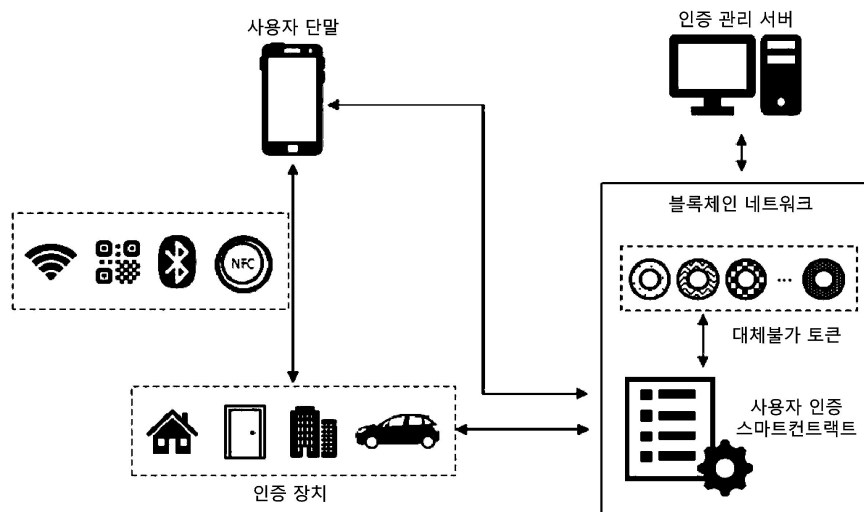 사용자 단말
인증 관리 서버
블록체인 네트워크
NFC
...
대체불가 토큰
사용자 인증
스마트컨트랙트
인증 장치